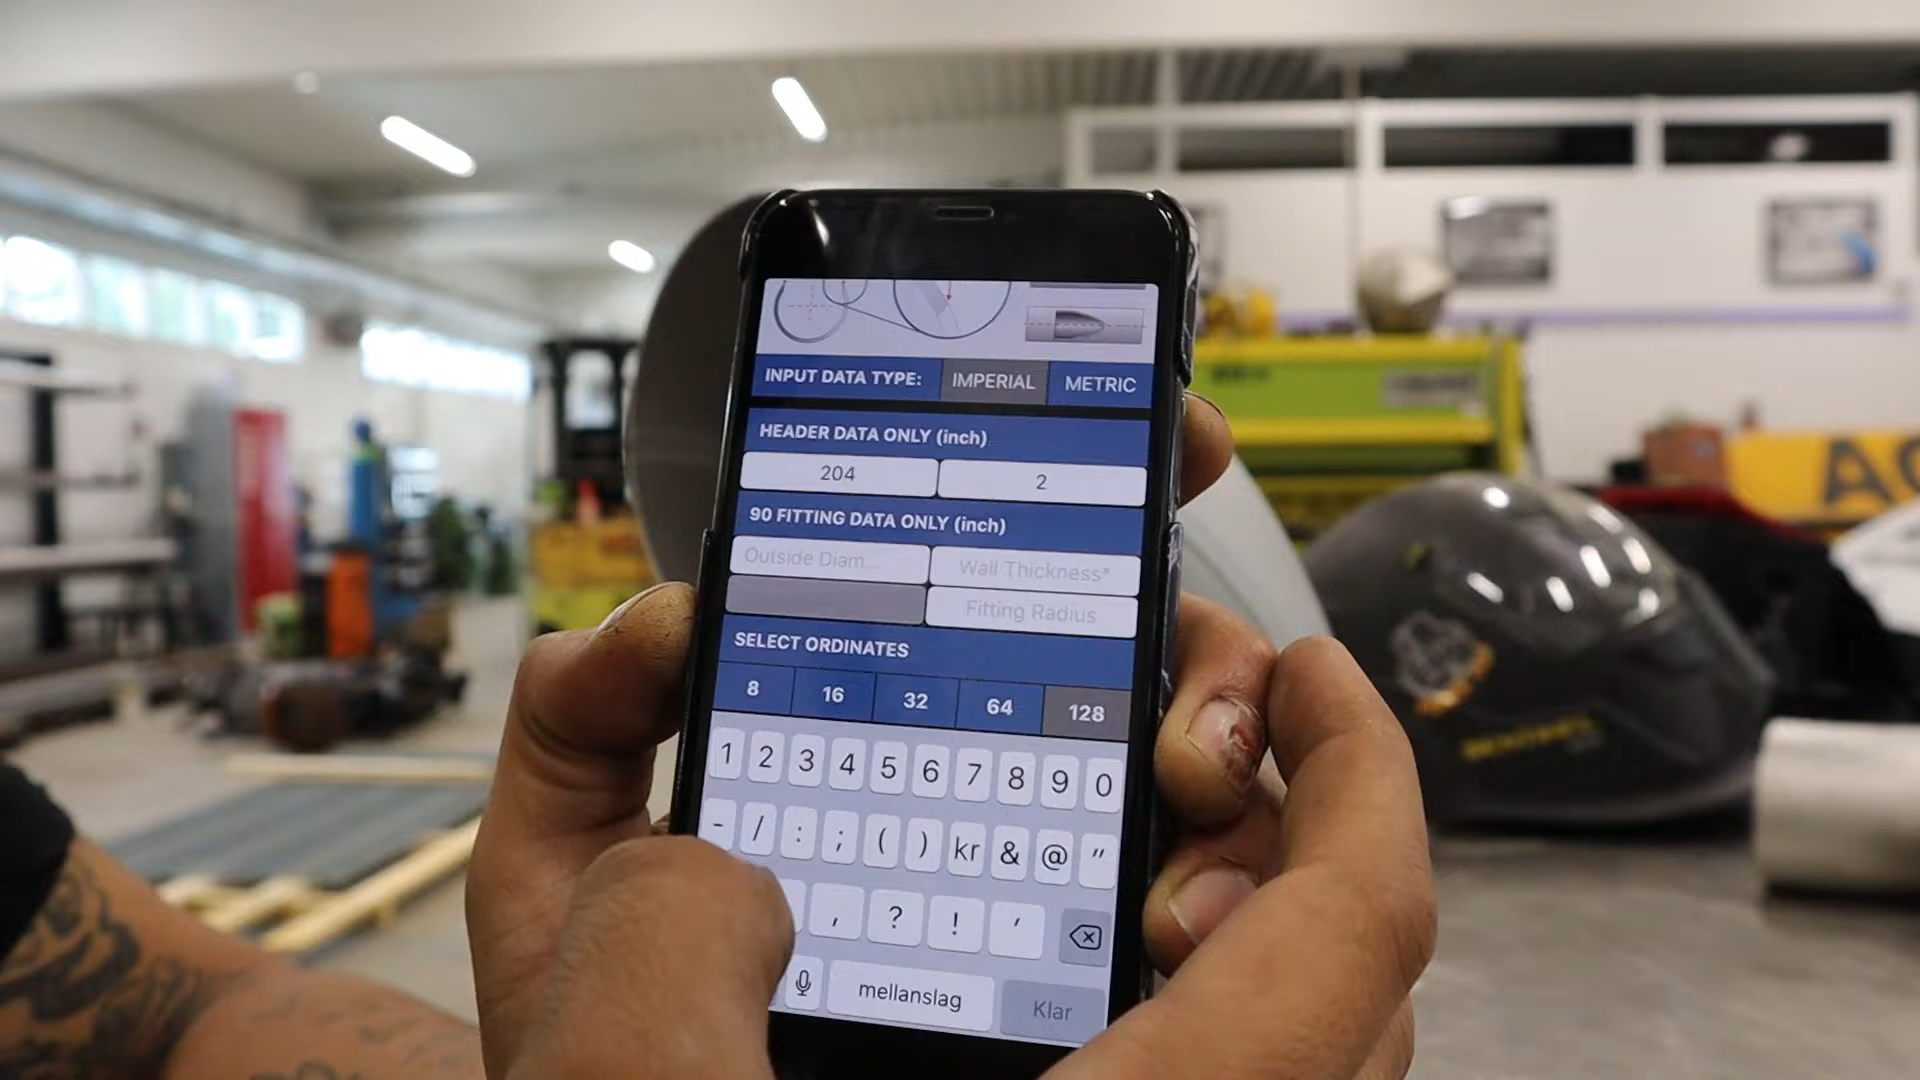 INPUT DATA TYPE: IMPERIAL METRIC
HEADER DATA ONLY (inch)
204 2
90 FITTING DATA ONLY (inch)
Outside Diam... Wall Thickness*
Fitting Radius
SELECT ORDINATES
8 16 32 64 128
1 2 3 4 5 6 7 8 9 0
- / : ; ( ) kr & @ "
, ? ! '
mellanslag Klar